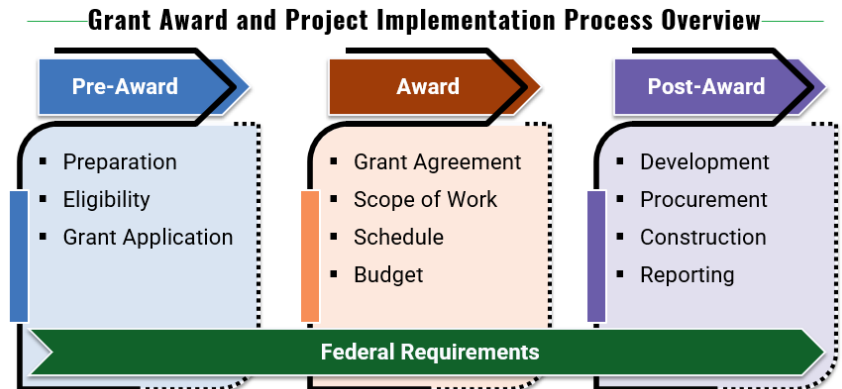 Grant Award and Project Implementation Process Overview
Pre-Award
▪ Preparation
▪ Eligibility
▪ Grant Application
Award
▪ Grant Agreement
▪ Scope of Work
▪ Schedule
▪ Budget
Post-Award
▪ Development
▪ Procurement
▪ Construction
▪ Reporting
Federal Requirements